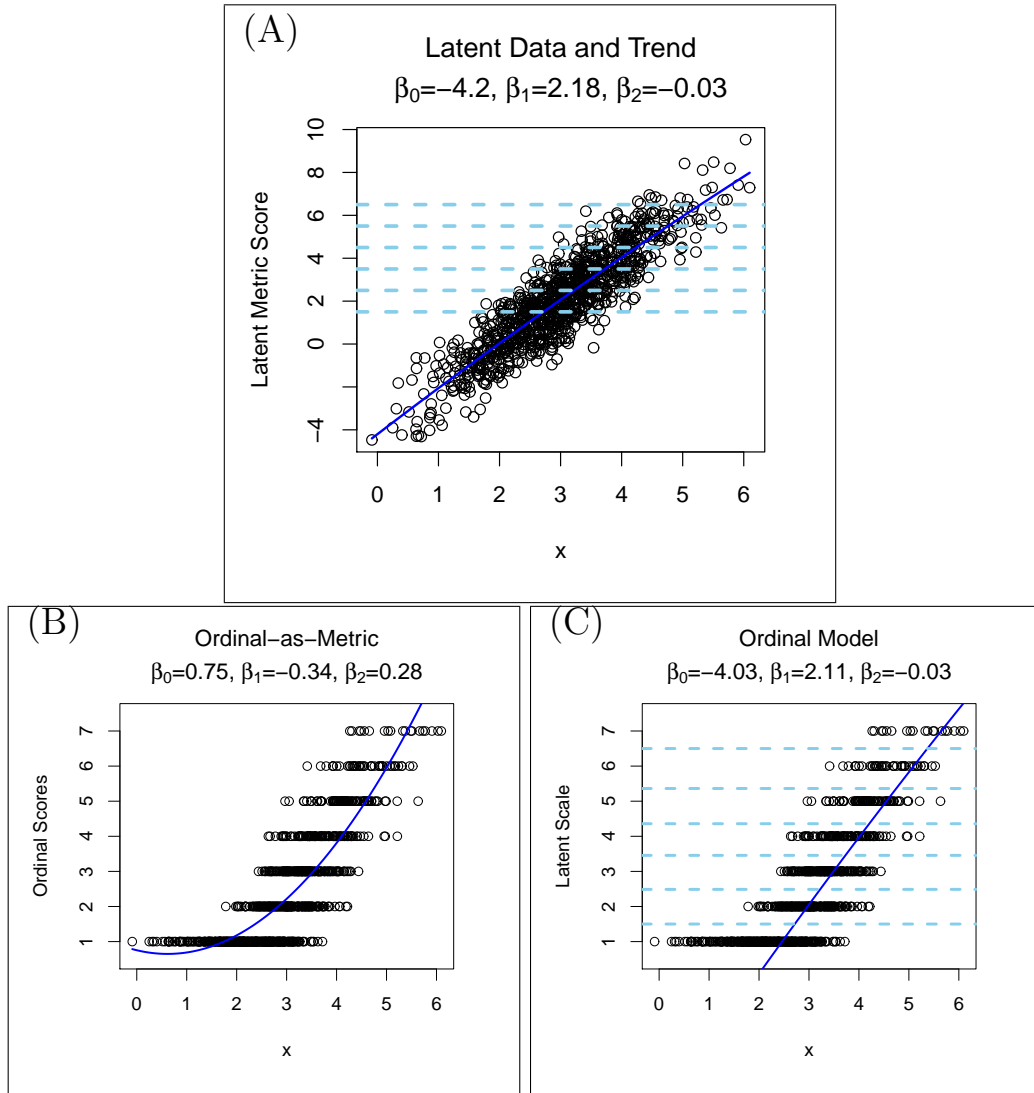 (A)
Latent Data and Trend
β₀=−4.2, β₁=2.18, β₂=−0.03
Latent Metric Score
10
8
6
4
2
0
−4
0 1 2 3 4 5 6
x
(B)
Ordinal−as−Metric
β₀=0.75, β₁=−0.34, β₂=0.28
Ordinal Scores
7
6
5
4
3
2
1
0 1 2 3 4 5 6
x
(C)
Ordinal Model
β₀=−4.03, β₁=2.11, β₂=−0.03
Latent Scale
7
6
5
4
3
2
1
0 1 2 3 4 5 6
x